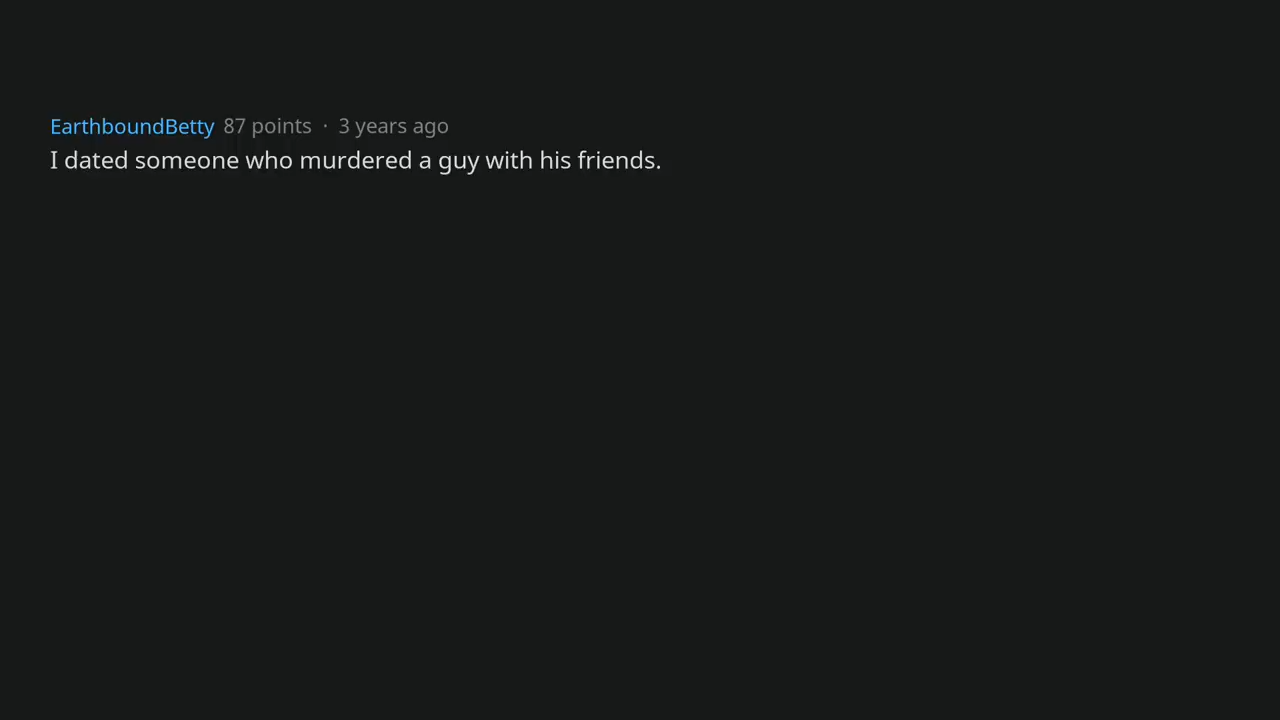 EarthboundBetty 87 points · 3 years ago
I dated someone who murdered a guy with his friends.